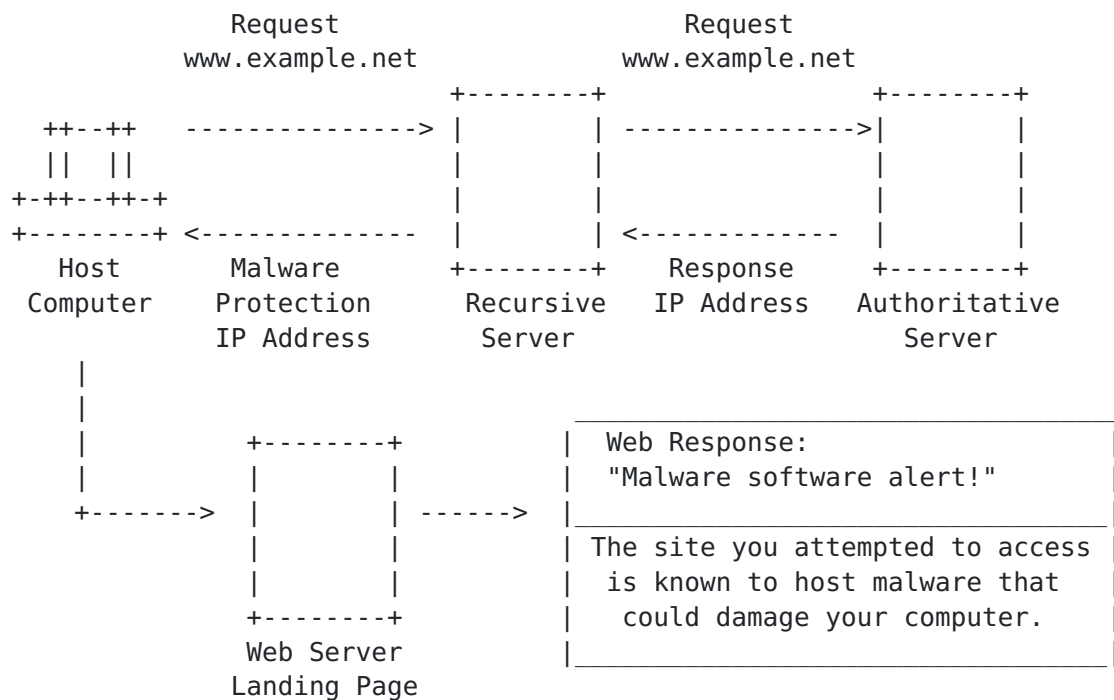 Request Request
www.example.net www.example.net
Host Malware Response
Computer Protection Recursive IP Address Authoritative
IP Address Server Server
Web Response:
"Malware software alert!"
The site you attempted to access
is known to host malware that
could damage your computer.
Web Server
Landing Page